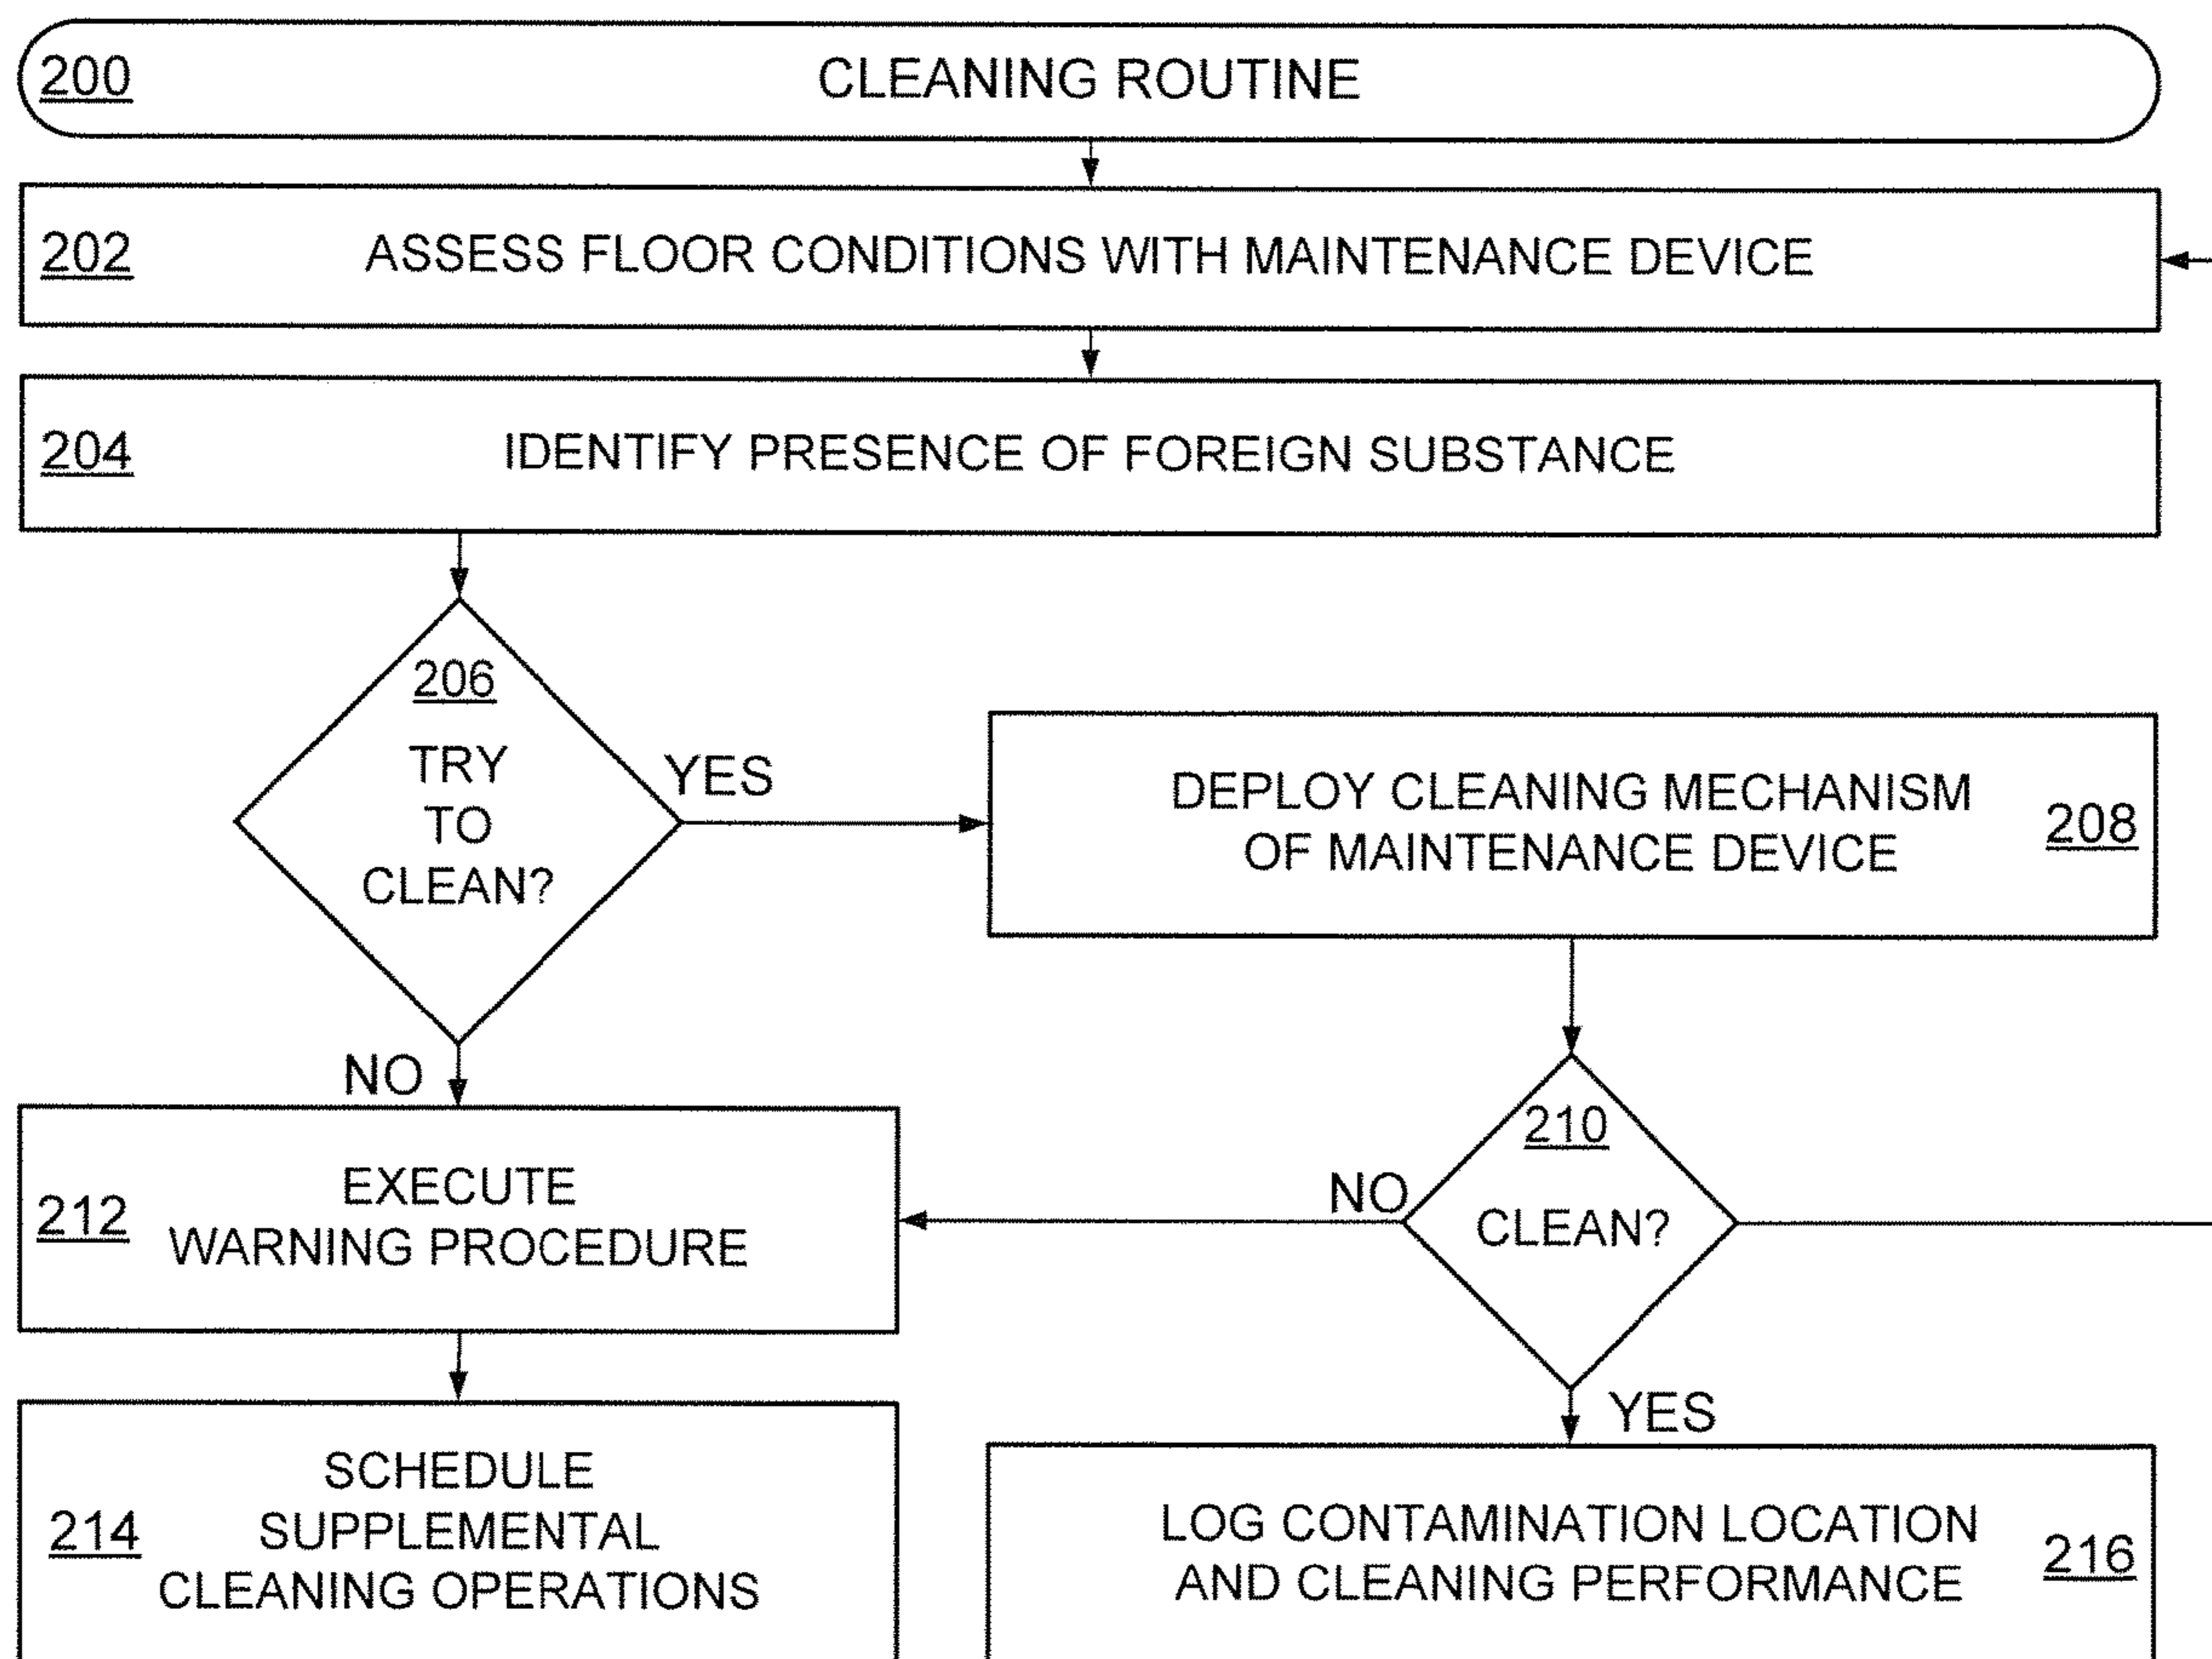 200 CLEANING ROUTINE
202 ASSESS FLOOR CONDITIONS WITH MAINTENANCE DEVICE
204 IDENTIFY PRESENCE OF FOREIGN SUBSTANCE
206
TRY
TO
CLEAN?
YES
DEPLOY CLEANING MECHANISM
OF MAINTENANCE DEVICE
208
NO
210
CLEAN?
NO
YES
212
EXECUTE
WARNING PROCEDURE
214
SCHEDULE
SUPPLEMENTAL
CLEANING OPERATIONS
LOG CONTAMINATION LOCATION
AND CLEANING PERFORMANCE
216